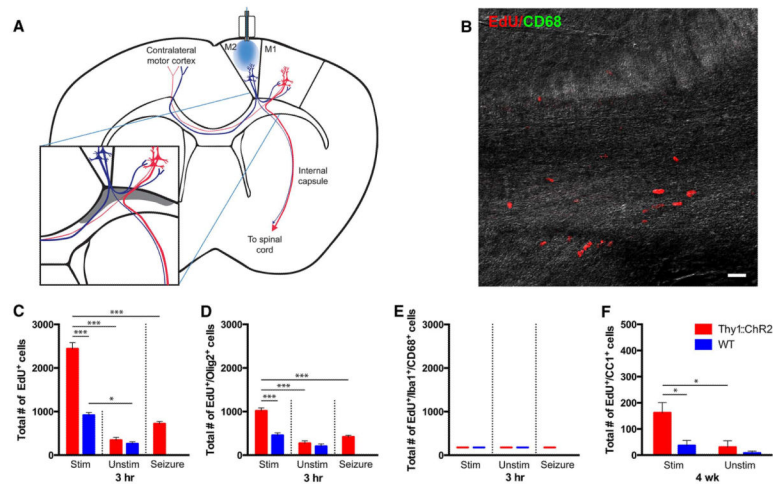 A
M2
M1
Contralateral
motor cortex
Internal
capsule
To spinal
cord
B
EdU/CD68
C
Total # of EdU⁺ cells
3000
2000
1000
0
***
***
***
*
Stim
Unstim
Seizure
3 hr
D
Total # of EdU⁺/Olig2⁺ cells
3000
2000
1000
0
***
***
***
Stim
Unstim
Seizure
3 hr
E
Total # of EdU⁺/Iba1⁺/CD68⁺ cells
3000
2000
1000
0
Stim
Unstim
Seizure
3 hr
F
Total # of EdU⁺/CC1⁺ cells
500
400
300
200
100
0
Thy1::ChR2
WT
*
*
Stim
Unstim
4 wk